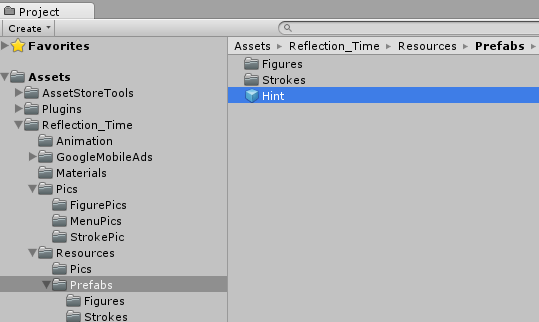 Project
Create
Favorites
Assets
AssetStoreTools
Plugins
Reflection_Time
Animation
GoogleMobileAds
Materials
Pics
FigurePics
MenuPics
StrokePic
Resources
Pics
Prefabs
Figures
Strokes
Assets Reflection_Time Resources Prefabs
Figures
Strokes
Hint